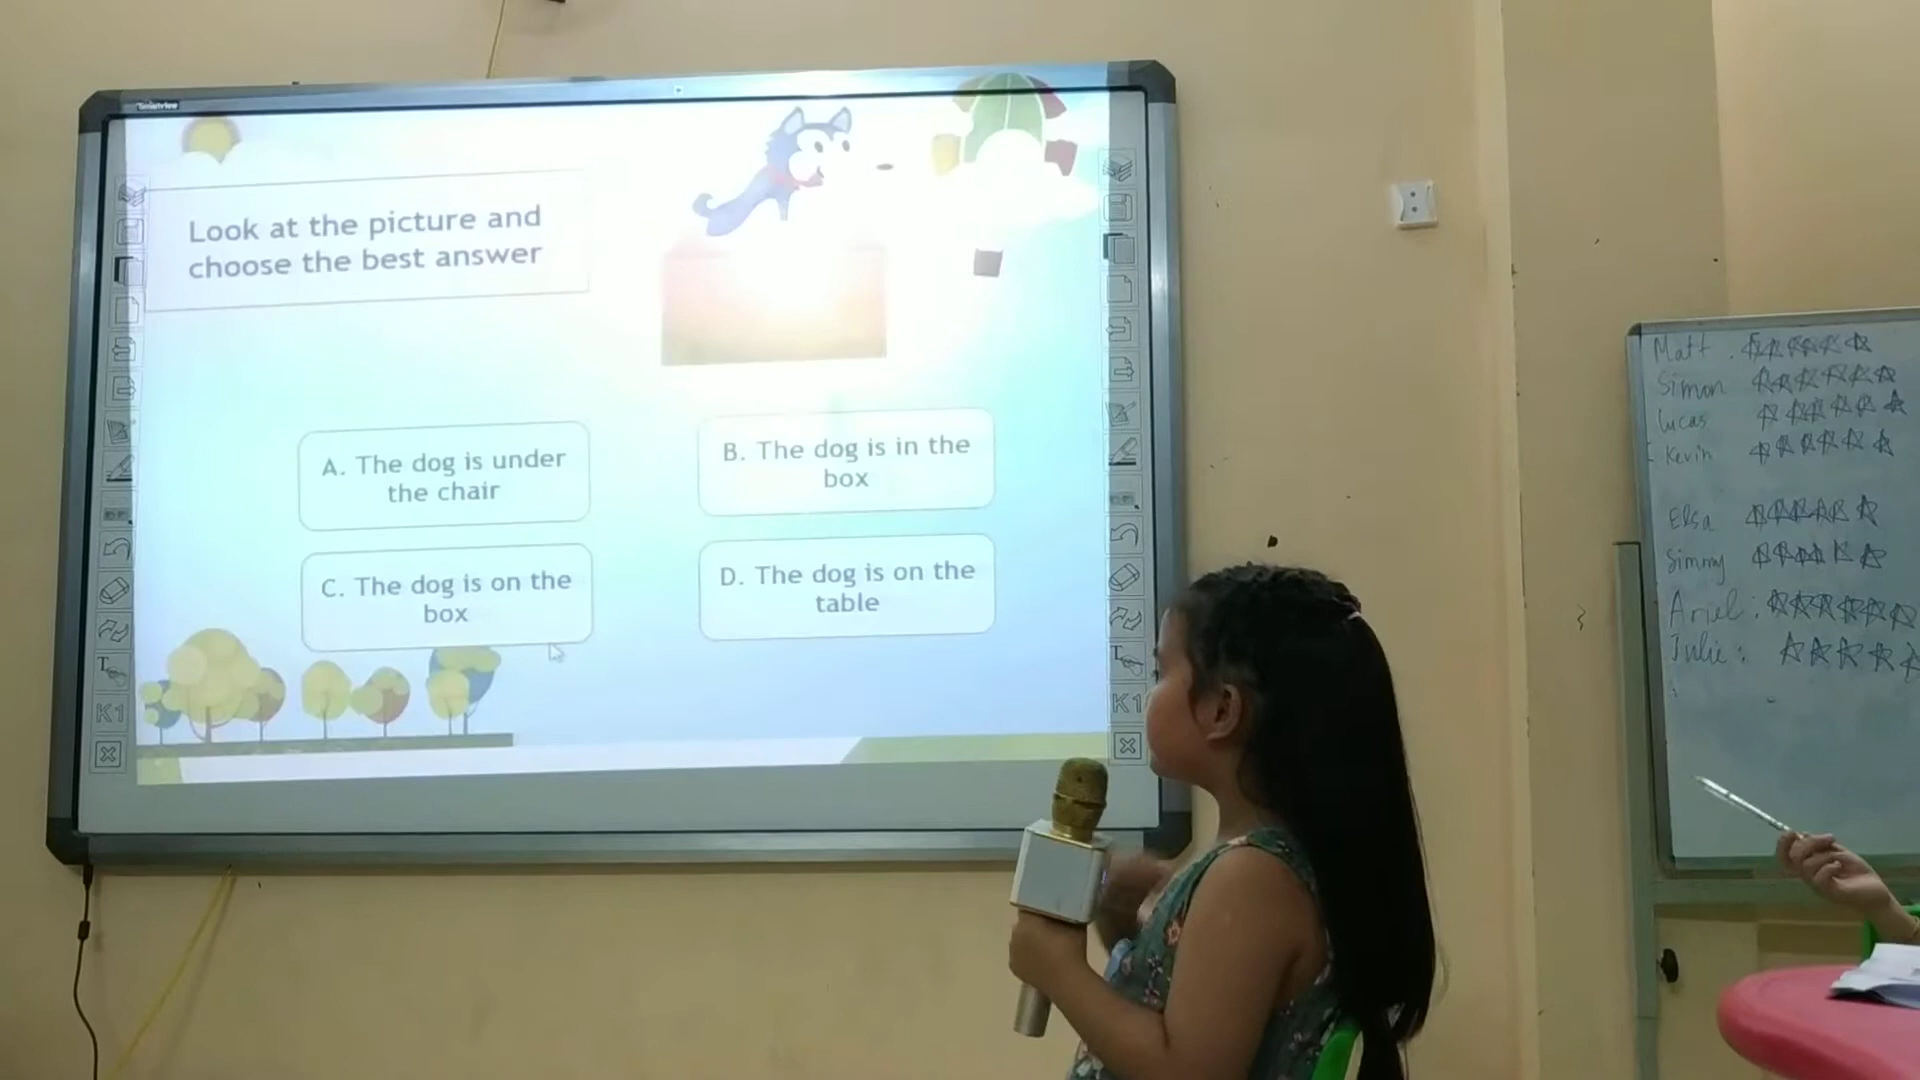 Look at the picture and
choose the best answer
A. The dog is under
the chair
B. The dog is in the
box
C. The dog is on the
box
D. The dog is on the
table
K1
K1
Matt
Simon
Lucas
Kevin
Elsa
Simmy
Ariel:
Julie: